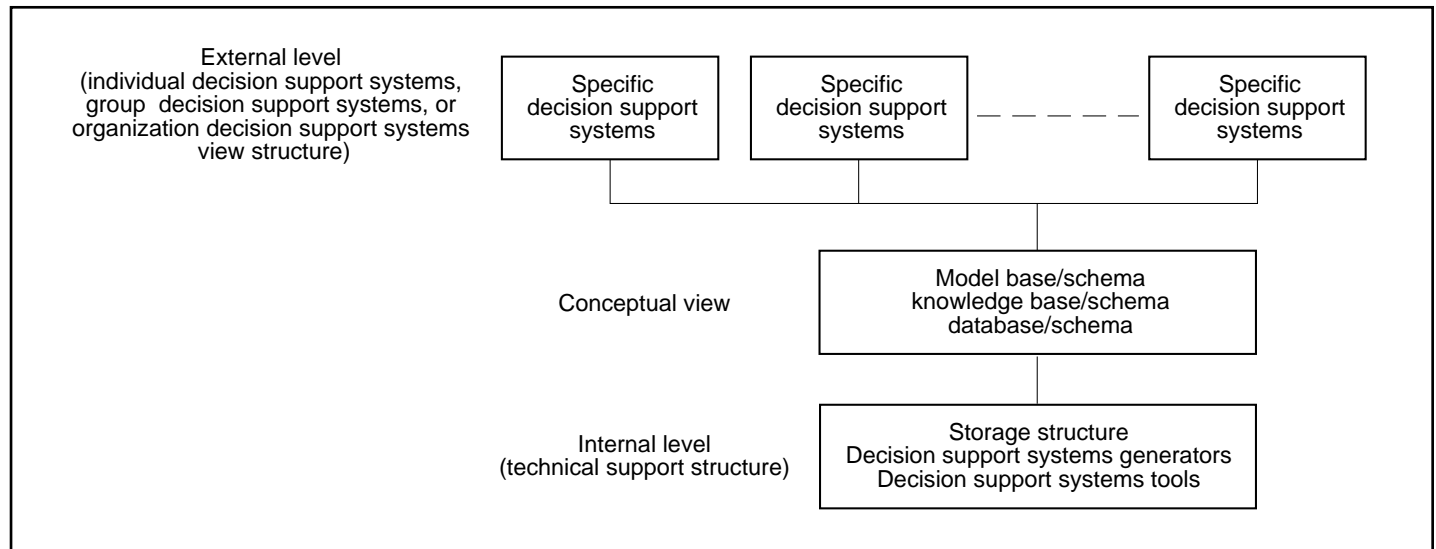 External level
(individual decision support systems,
group decision support systems, or
organization decision support systems
view structure)
Specific
decision support
systems
Specific
decision support
systems
Specific
decision support
systems
Conceptual view
Model base/schema
knowledge base/schema
database/schema
Internal level
(technical support structure)
Storage structure
Decision support systems generators
Decision support systems tools